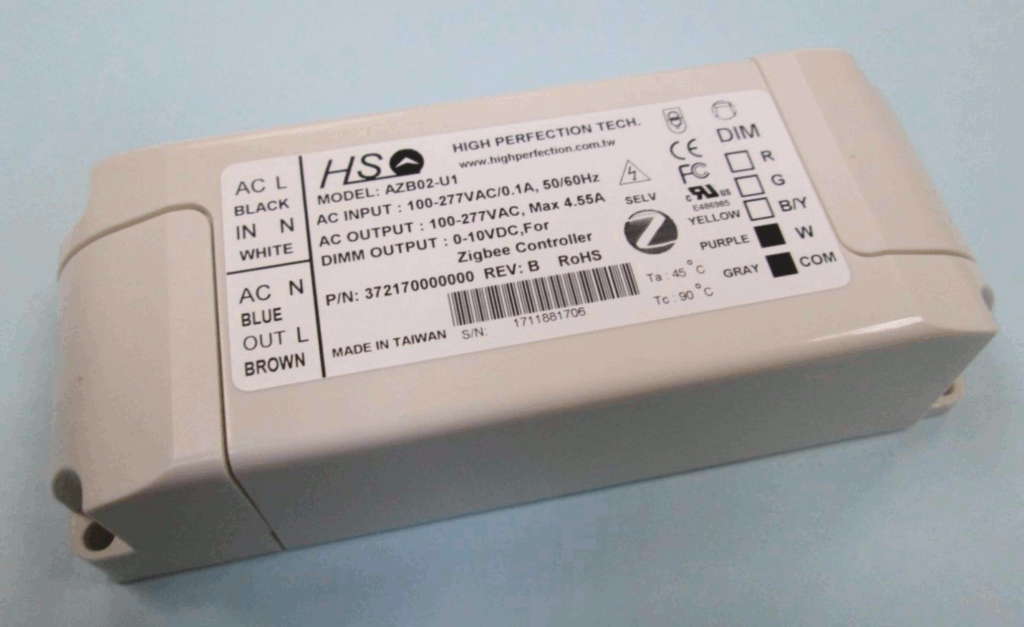 AC L
BLACK
IN N
WHITE
AC N
BLUE
OUT L
BROWN
HS
HIGH PERFECTION TECH.
www.highperfection.com.tw
MODEL: AZB02-U1
AC INPUT : 100-277VAC/0.1A, 50/60Hz
AC OUTPUT : 100-277VAC, Max 4.55A
DIMM OUTPUT : 0-10VDC,For
Zigbee Controller
P/N: 372170000000 REV: B RoHS
MADE IN TAIWAN S/N:
1711881706
SELV
CE
FC
c RU us
E486985
Ta : 45°C
Tc : 90°C
DIM
R
G
YELLOW B/Y
PURPLE W
GRAY COM